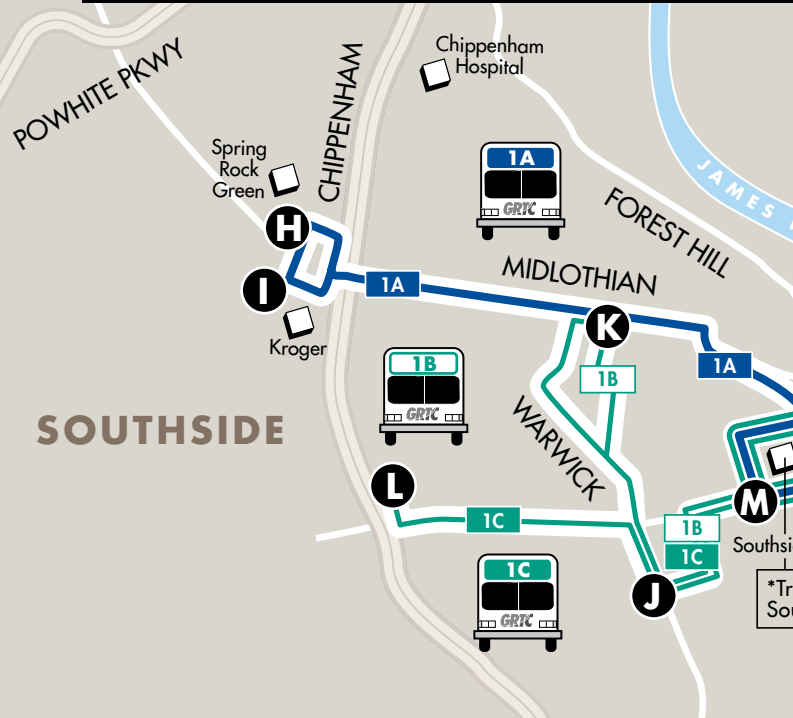 POWHITE PKWY
CHIPPENHAM
Chippenham
Hospital
Spring
Rock
Green
1A
GRTC
JAMES
FOREST HILL
H
MIDLOTHIAN
I
1A
K
Kroger
1B
GRTC
1B
1A
WARWICK
SOUTHSIDE
L
M
1C
1B
1C
Southsi
1C
GRTC
J
*Tr
Sou